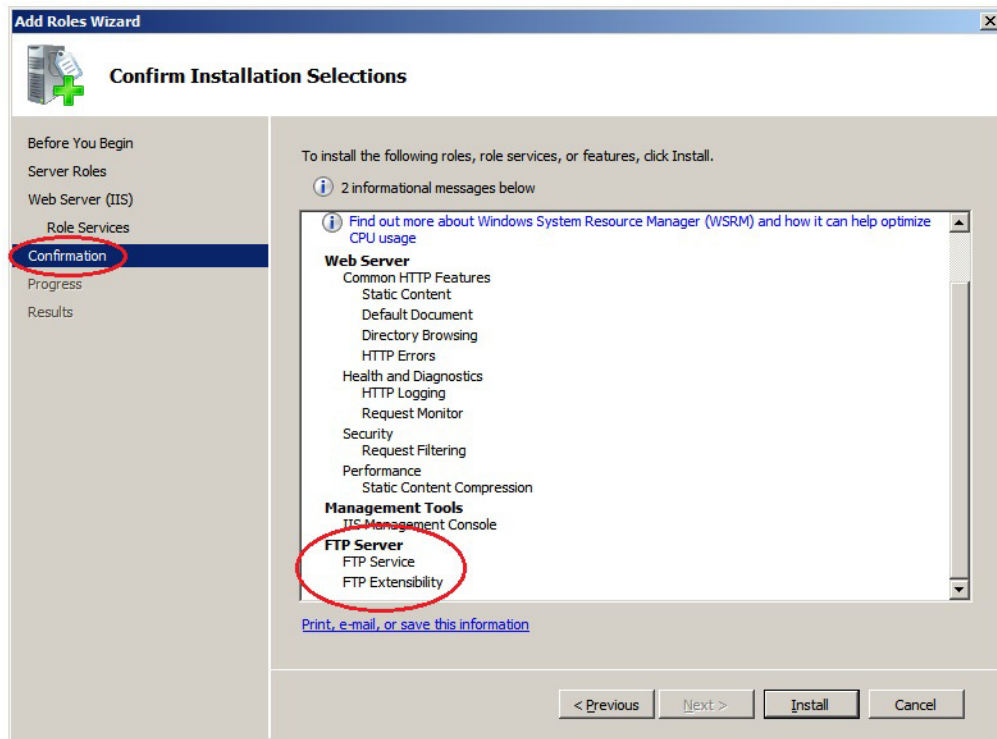 Add Roles Wizard
Confirm Installation Selections
Before You Begin
Server Roles
Web Server (IIS)
Role Services
Confirmation
Progress
Results
To install the following roles, role services, or features, click Install.
2 informational messages below
Find out more about Windows System Resource Manager (WSRM) and how it can help optimize
CPU usage
Web Server
Common HTTP Features
Static Content
Default Document
Directory Browsing
HTTP Errors
Health and Diagnostics
HTTP Logging
Request Monitor
Security
Request Filtering
Performance
Static Content Compression
Management Tools
IIS Management Console
FTP Server
FTP Service
FTP Extensibility
Print, e-mail, or save this information
< Previous Next > Install Cancel